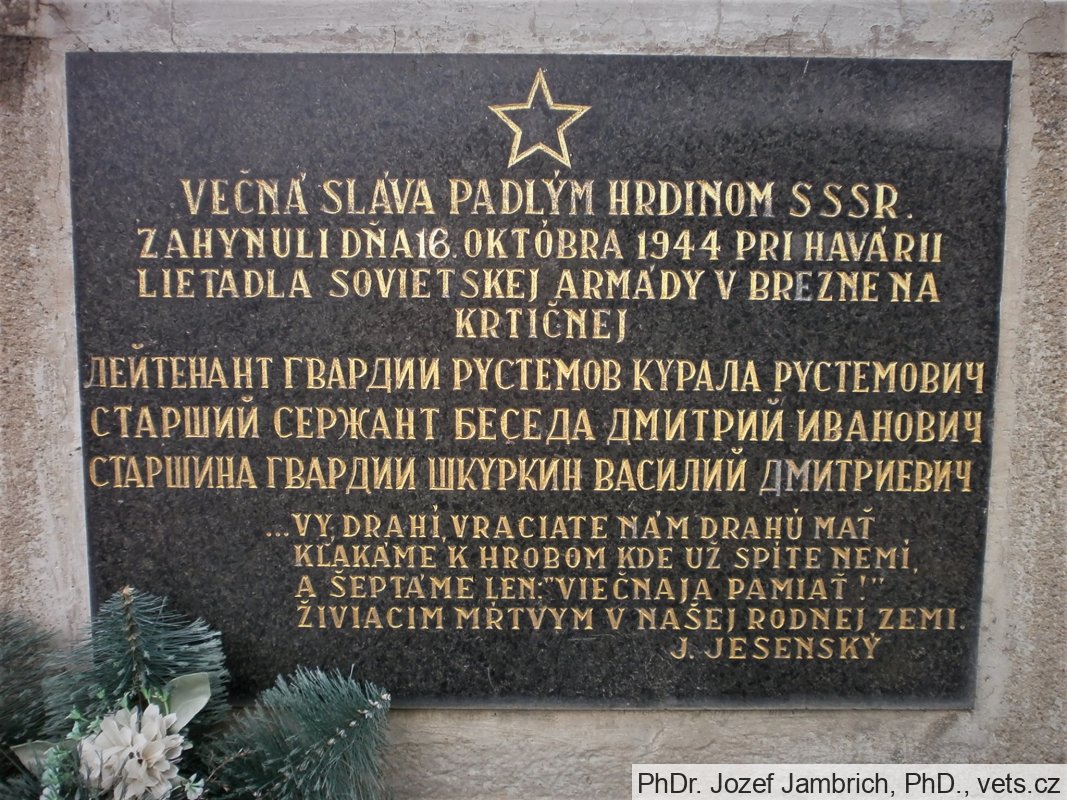 VEČNÁ SLÁVA PADLÝM HRDINOM SSSR.
ZAHYNULI DŇA 16. OKTÓBRA 1944 PRI HAVÁRII
LIETADLA SOVIETSKEJ ARMÁDY V BREZNE NA
KRTIČNEJ
ЛЕЙТЕНАНТ ГВАРДИИ РУСТЕМОВ КУРАЛА РУСТЕМОВИЧ
СТАРШИЙ СЕРЖАНТ БЕСЕДА ДМИТРИЙ ИВАНОВИЧ
СТАРШИНА ГВАРДИИ ШКУРКИН ВАСИЛИЙ ДМИТРИЕВИЧ
...VY, DRAHÍ, VRACIATE NÁM DRAHÚ MAŤ
KĽAKÁME K HROBOM KDE UŽ SPÍTE NEMÍ,
A ŠEPTÁME LEN: "VIEČNAJA PAMIAŤ!"
ŽIVIACIM MŔTVYM V NAŠEJ RODNEJ ZEMI.
J. JESENSKÝ
PhDr. Jozef Jambrich, PhD., vets.cz